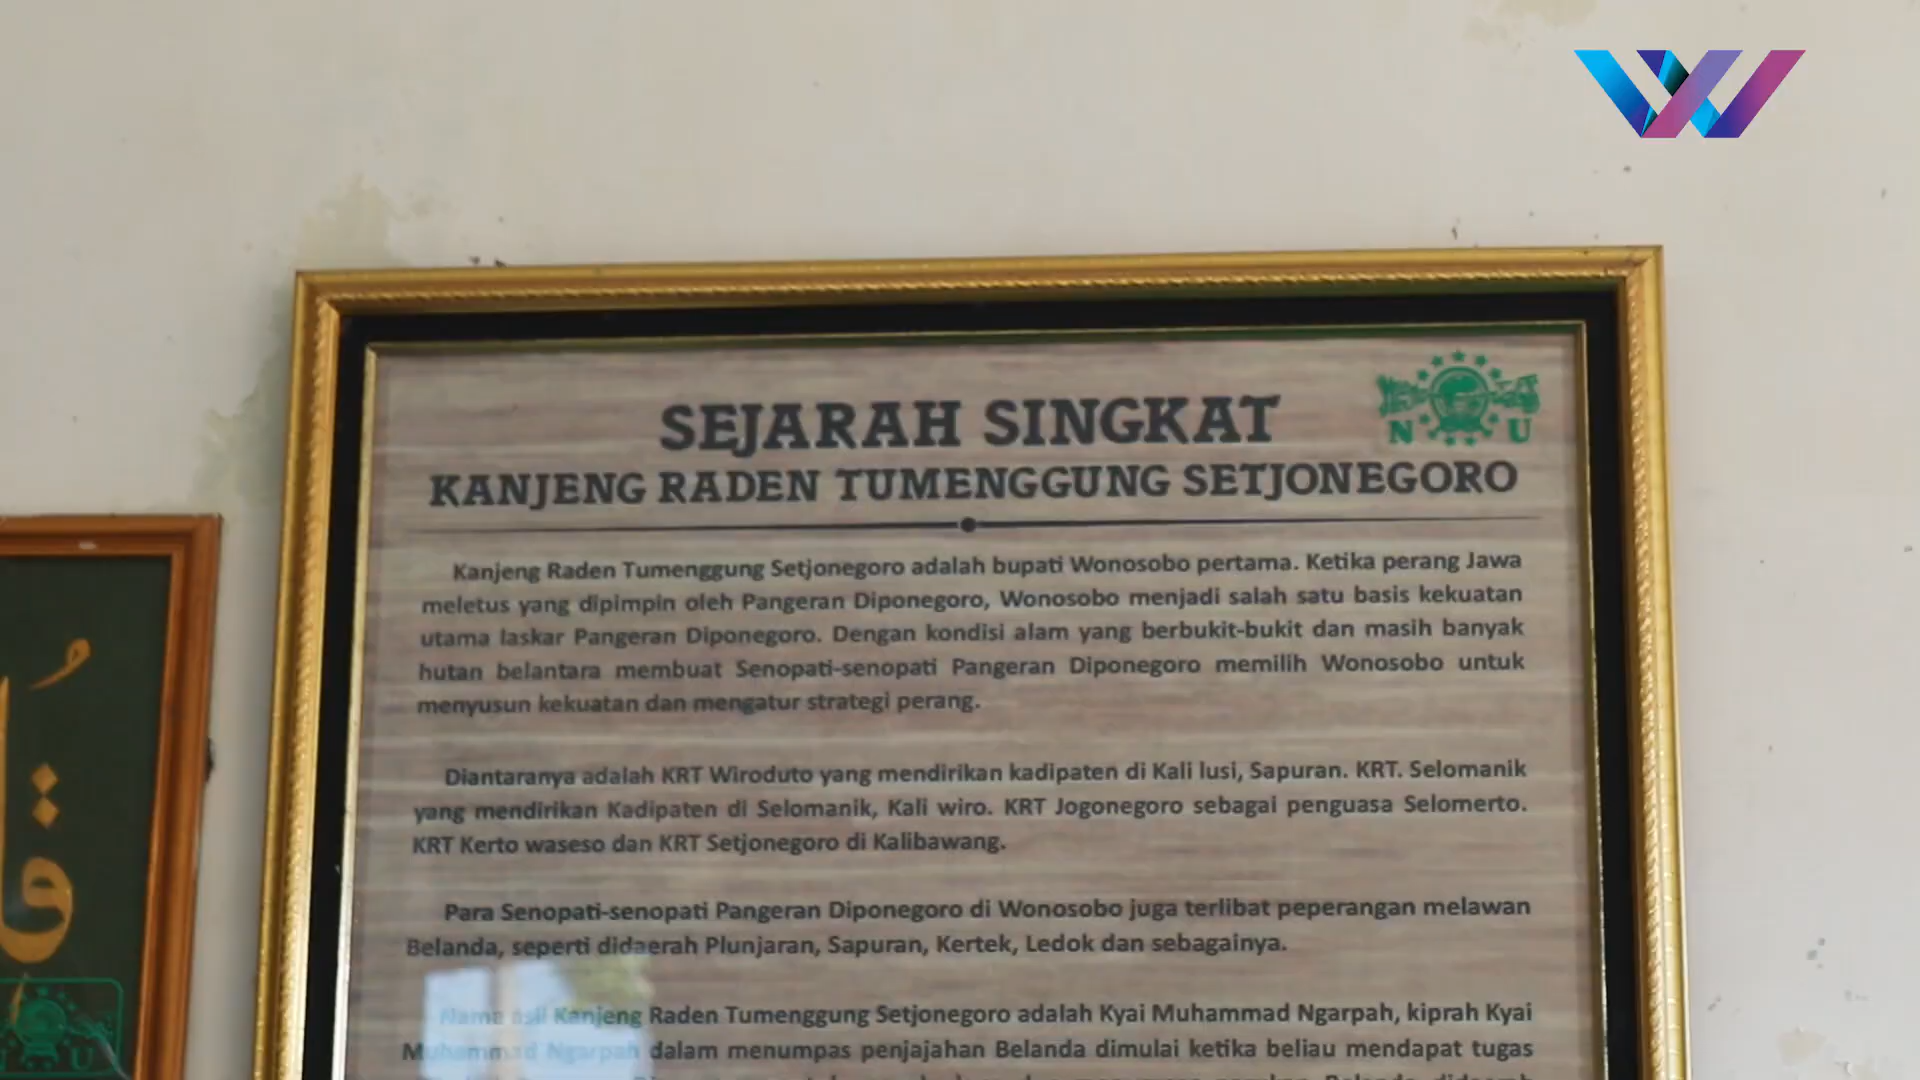 SEJARAH SINGKAT
KANJENG RADEN TUMENGGUNG SETJONEGORO
N U
Kanjeng Raden Tumenggung Setjonegoro adalah bupati Wonosobo pertama. Ketika perang Jawa
meletus yang dipimpin oleh Pangeran Diponegoro, Wonosobo menjadi salah satu basis kekuatan
utama laskar Pangeran Diponegoro. Dengan kondisi alam yang berbukit-bukit dan masih banyak
hutan belantara membuat Senopati-senopati Pangeran Diponegoro memilih Wonosobo untuk
menyusun kekuatan dan mengatur strategi perang.
Diantaranya adalah KRT Wiroduto yang mendirikan kadipaten di Kali lusi, Sapuran. KRT. Selomanik
yang mendirikan Kadipaten di Selomanik, Kali wiro. KRT Jogonegoro sebagai penguasa Selomerto.
KRT Kerto waseso dan KRT Setjonegoro di Kalibawang.
Para Senopati-senopati Pangeran Diponegoro di Wonosobo juga terlibat peperangan melawan
Belanda, seperti didaerah Plunjaran, Sapuran, Kertek, Ledok dan sebagainya.
Nama asli Kanjeng Raden Tumenggung Setjonegoro adalah Kyai Muhammad Ngarpah, kiprah Kyai
Muhammad Ngarpah dalam menumpas penjajahan Belanda dimulai ketika beliau mendapat tugas